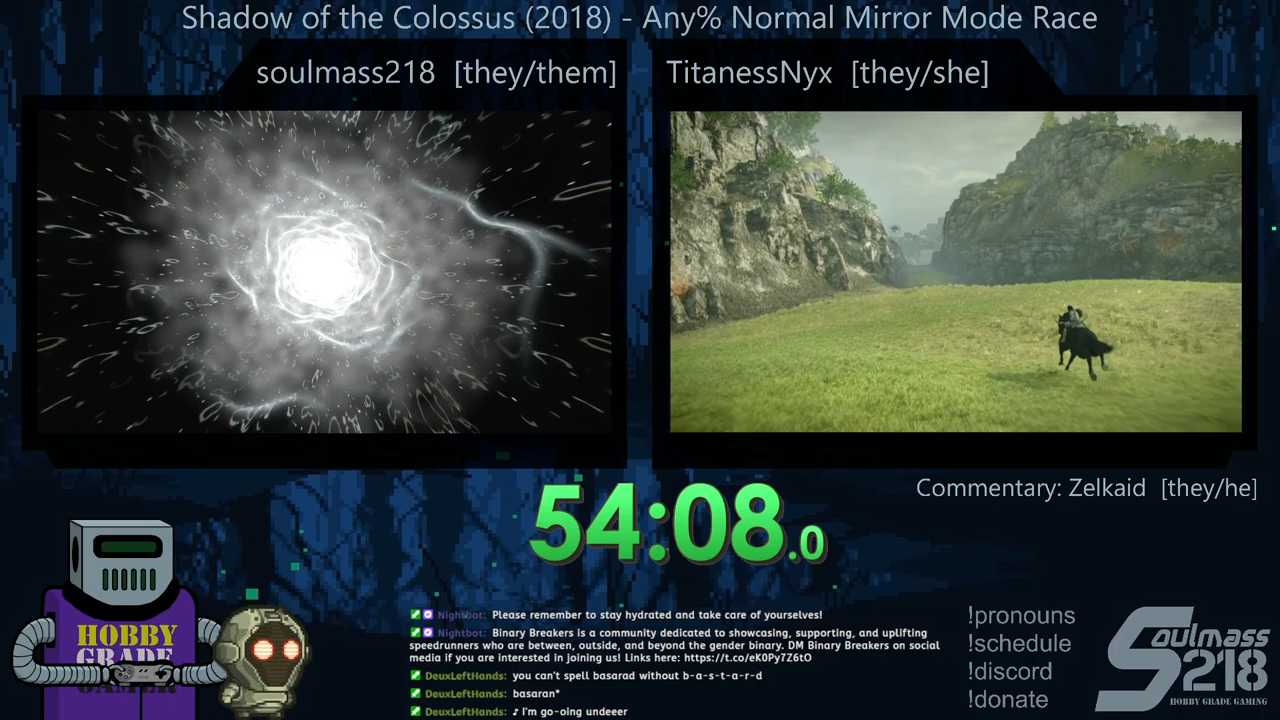 Shadow of the Colossus (2018) - Any% Normal Mirror Mode Race
soulmass218 [they/them]
TitanessNyx [they/she]
Commentary: Zelkaid [they/he]
54:08.0
HOBBY
GRADE
GAMER
Nightbot: Please remember to stay hydrated and take care of yourselves!
Nightbot: Binary Breakers is a community dedicated to showcasing, supporting, and uplifting
speedrunners who are between, outside, and beyond the gender binary. DM Binary Breakers on social
media if you are interested in joining us! Links here: https://t.co/eK0Py7Z6tO
DeuxLeftHands: you can't spell basarad without b-a-s-t-a-r-d
DeuxLeftHands: basaran*
DeuxLeftHands: ♪ I'm go-oing undeeer
!pronouns
!schedule
!discord
!donate
Soulmass
218
HOBBY GRADE GAMING